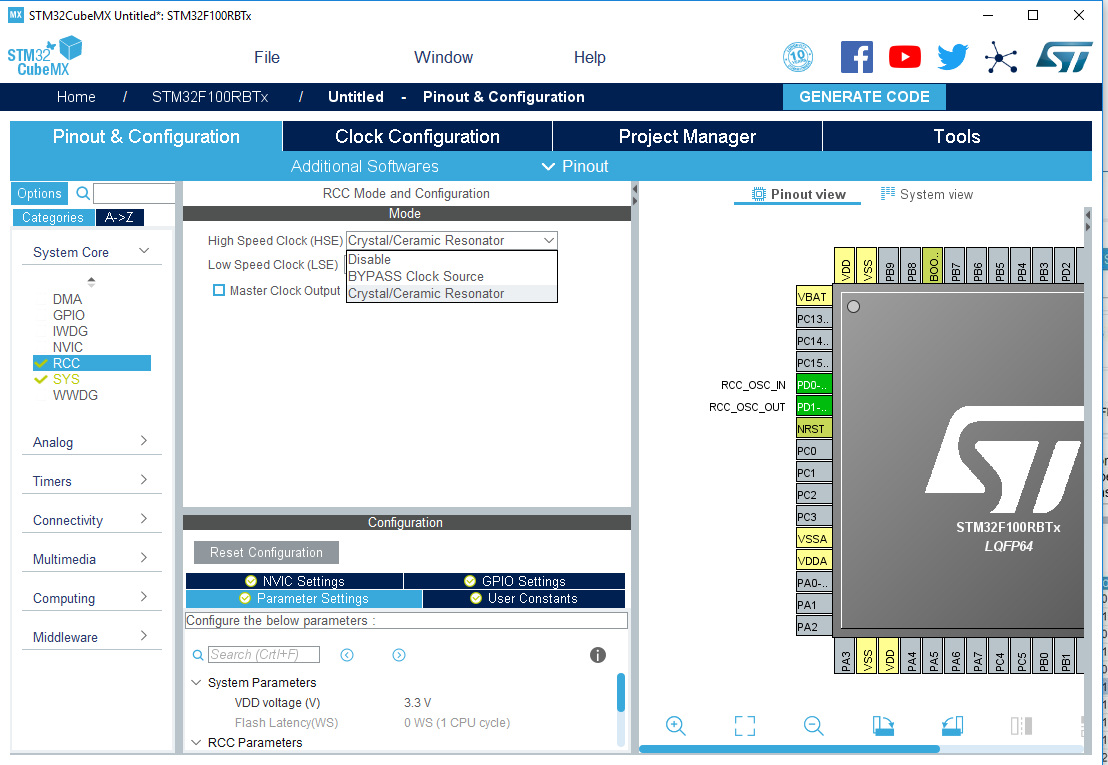 MX STM32CubeMX Untitled*: STM32F100RBTx
STM32
CubeMX
File
Window
Help
10
Home / STM32F100RBTx / Untitled - Pinout & Configuration
GENERATE CODE
Pinout & Configuration
Clock Configuration
Project Manager
Tools
Additional Softwares
Pinout
Options
Categories
A->Z
System Core
DMA
GPIO
IWDG
NVIC
RCC
SYS
WWDG
Analog
Timers
Connectivity
Multimedia
Computing
Middleware
RCC Mode and Configuration
Mode
High Speed Clock (HSE) Crystal/Ceramic Resonator
Low Speed Clock (LSE)
Disable
BYPASS Clock Source
Crystal/Ceramic Resonator
Master Clock Output
Configuration
Reset Configuration
NVIC Settings
GPIO Settings
Parameter Settings
User Constants
Configure the below parameters :
Search (Crtl+F)
System Parameters
VDD voltage (V) 3.3 V
Flash Latency(WS) 0 WS (1 CPU cycle)
RCC Parameters
Pinout view
System view
VDD
VSS
PB9
PB8
BOO..
PB7
PB6
PB5
PB4
PB3
PD2
VBAT
PC13..
PC14..
PC15..
RCC_OSC_IN PD0-..
RCC_OSC_OUT PD1-..
NRST
PC0
PC1
PC2
PC3
VSSA
VDDA
PA0-..
PA1
PA2
ST
STM32F100RBTx
LQFP64
PA3
VSS
VDD
PA4
PA5
PA6
PA7
PC4
PC5
PB0
PB1